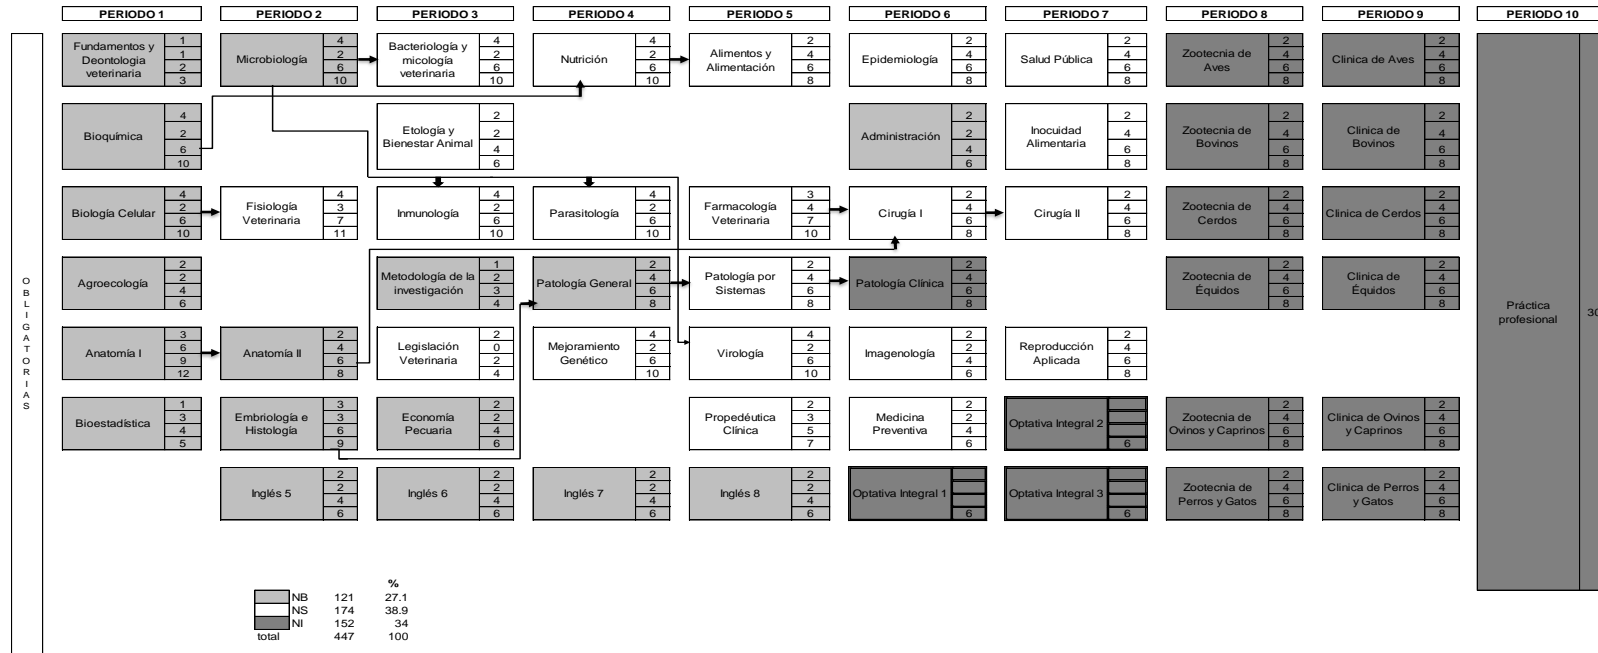 PERIODO 1
PERIODO 2
PERIODO 3
PERIODO 4
PERIODO 5
PERIODO 6
PERIODO 7
PERIODO 8
PERIODO 9
PERIODO 10
OBLIGATORIAS
Fundamentos y
Deontologia
veterinaria
1
1
2
3
Microbiología
4
2
6
10
Bacteriología y
micología
veterinaria
4
2
6
10
Nutrición
4
2
6
10
Alimentos y
Alimentación
2
4
6
8
Epidemiología
2
4
6
8
Salud Pública
2
4
6
8
Zootecnia de
Aves
2
4
6
8
Clinica de Aves
2
4
6
8
Bioquímica
4
2
6
10
Etología y
Bienestar Animal
2
2
4
6
Administración
2
2
4
6
Inocuidad
Alimentaria
2
4
6
8
Zootecnia de
Bovinos
2
4
6
8
Clinica de
Bovinos
2
4
6
8
Biología Celular
4
2
6
10
Fisiología
Veterinaria
4
3
7
11
Inmunología
4
2
6
10
Parasitología
4
2
6
10
Farmacología
Veterinaria
3
4
7
10
Cirugía I
2
4
6
8
Cirugía II
2
4
6
8
Zootecnia de
Cerdos
2
4
6
8
Clinica de Cerdos
2
4
6
8
Agroecología
2
2
4
6
Metodología de la
investigación
1
2
3
4
Patología General
2
4
6
8
Patología por
Sistemas
2
4
6
8
Patología Clínica
2
4
6
8
Zootecnia de
Équidos
2
4
6
8
Clinica de
Équidos
2
4
6
8
Anatomía I
3
6
9
12
Anatomía II
2
4
6
8
Legislación
Veterinaria
2
0
2
4
Mejoramiento
Genético
4
2
6
10
Virología
4
2
6
10
Imagenología
2
2
4
6
Reproducción
Aplicada
2
4
6
8
Bioestadística
1
3
4
5
Embriología e
Histología
3
3
6
9
Economía
Pecuaria
2
2
4
6
Propedéutica
Clínica
2
3
5
7
Medicina
Preventiva
2
2
4
6
Optativa Integral 2
6
Zootecnia de
Ovinos y Caprinos
2
4
6
8
Clinica de Ovinos
y Caprinos
2
4
6
8
Inglés 5
2
2
4
6
Inglés 6
2
2
4
6
Inglés 7
2
2
4
6
Inglés 8
2
2
4
6
Optativa Integral 1
6
Optativa Integral 3
6
Zootecnia de
Perros y Gatos
2
4
6
8
Clinica de Perros
y Gatos
2
4
6
8
Práctica
profesional
30
%
NB 121 27.1
NS 174 38.9
NI 152 34
total 447 100